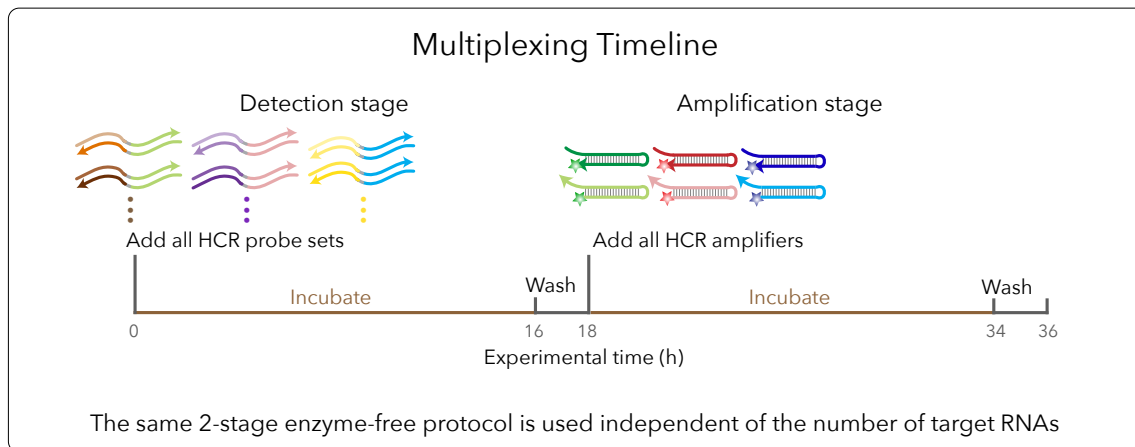 Multiplexing Timeline
Detection stage
Amplification stage
Add all HCR probe sets
Add all HCR amplifiers
Incubate
Wash
Incubate
Wash
0
16
18
34
36
Experimental time (h)
The same 2-stage enzyme-free protocol is used independent of the number of target RNAs